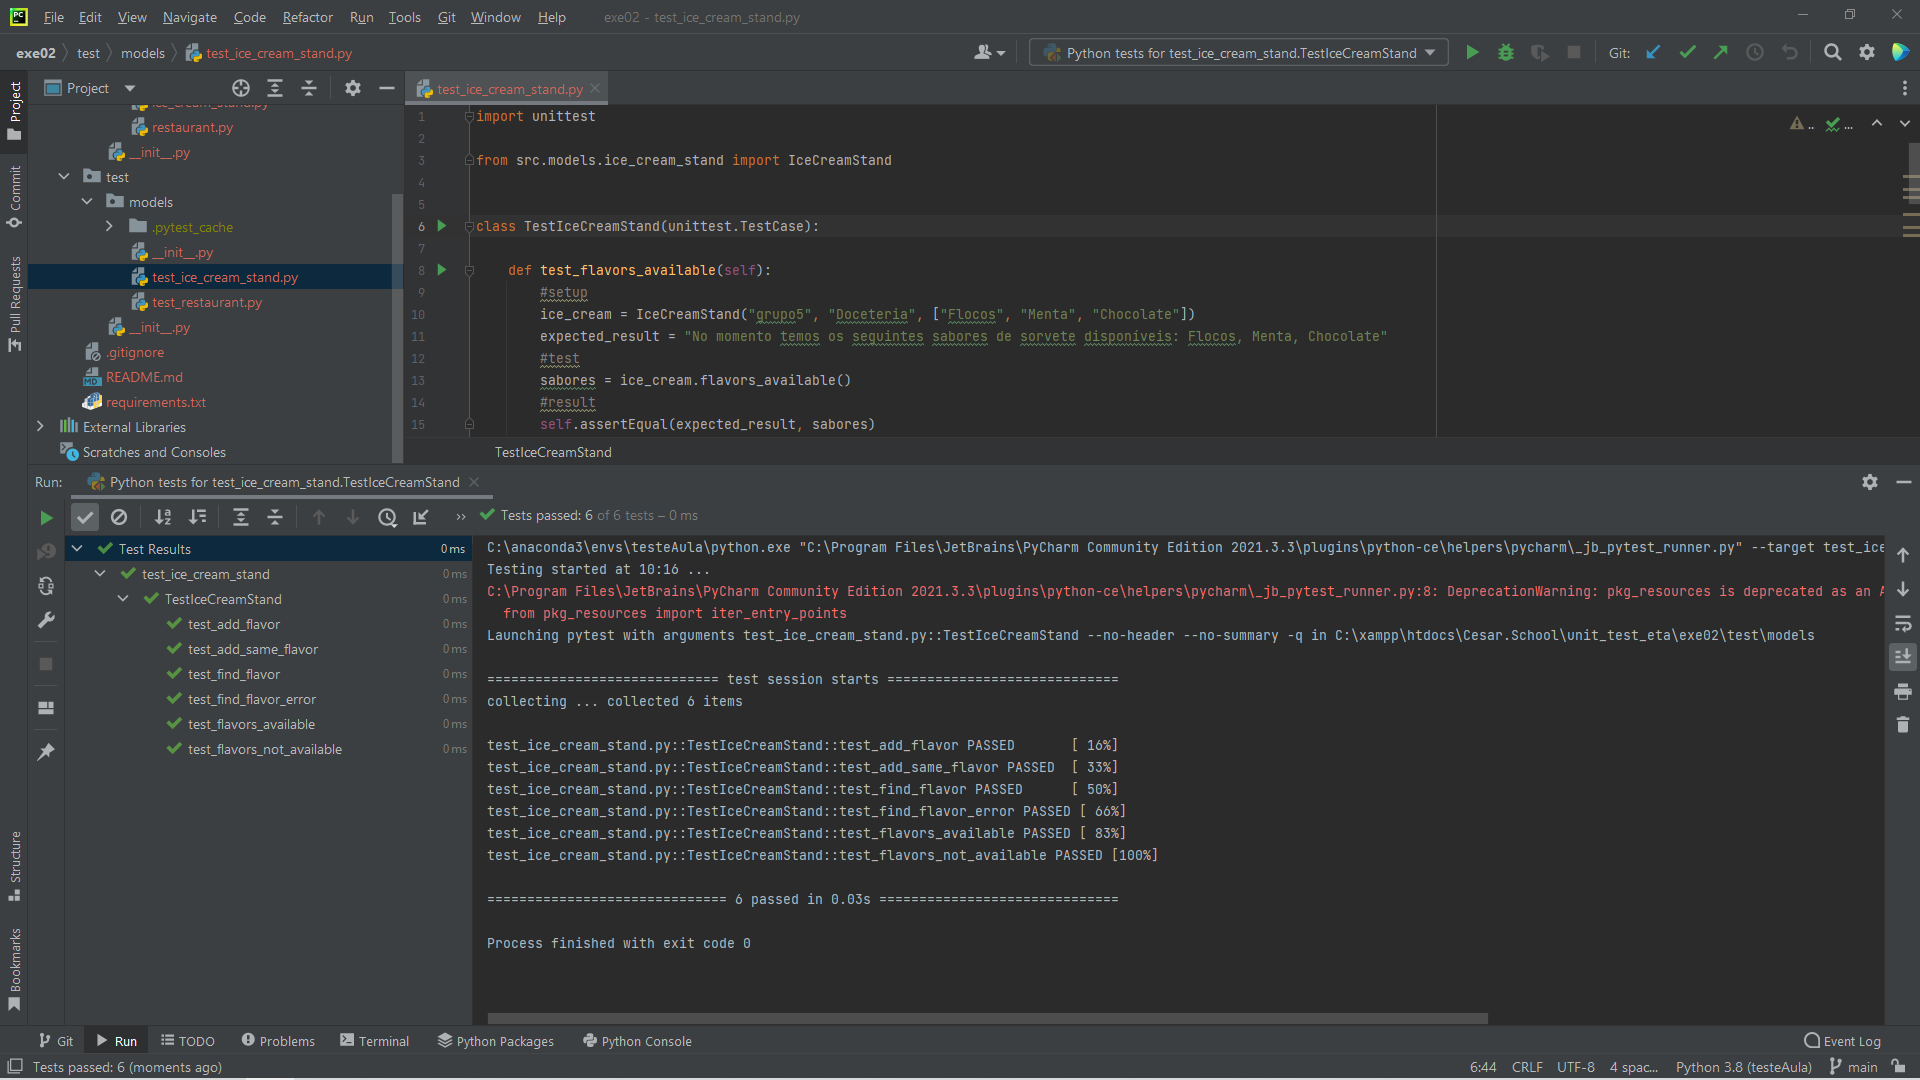 File Edit View Navigate Code Refactor Run Tools Git Window Help exe02 - test_ice_cream_stand.py
exe02 test models test_ice_cream_stand.py
Python tests for test_ice_cream_stand.TestIceCreamStand
Git:
Project
Commit
Pull Requests
Structure
Bookmarks
Project
ice_cream_stand.py
restaurant.py
__init__.py
test
models
.pytest_cache
__init__.py
test_ice_cream_stand.py
test_restaurant.py
__init__.py
.gitignore
README.md
requirements.txt
External Libraries
Scratches and Consoles
test_ice_cream_stand.py
1 import unittest
2
3 from src.models.ice_cream_stand import IceCreamStand
4
5
6 class TestIceCreamStand(unittest.TestCase):
7
8 def test_flavors_available(self):
9 #setup
10 ice_cream = IceCreamStand("grupo5", "Doceteria", ["Flocos", "Menta", "Chocolate"])
11 expected_result = "No momento temos os seguintes sabores de sorvete disponíveis: Flocos, Menta, Chocolate"
12 #test
13 sabores = ice_cream.flavors_available()
14 #result
15 self.assertEqual(expected_result, sabores)
TestIceCreamStand
Run: Python tests for test_ice_cream_stand.TestIceCreamStand
Tests passed: 6 of 6 tests – 0 ms
Test Results 0 ms
test_ice_cream_stand 0 ms
TestIceCreamStand 0 ms
test_add_flavor 0 ms
test_add_same_flavor 0 ms
test_find_flavor 0 ms
test_find_flavor_error 0 ms
test_flavors_available 0 ms
test_flavors_not_available 0 ms
C:\anaconda3\envs\testeAula\python.exe "C:\Program Files\JetBrains\PyCharm Community Edition 2021.3.3\plugins\python-ce\helpers\pycharm\_jb_pytest_runner.py" --target test_ice
Testing started at 10:16 ...
C:\Program Files\JetBrains\PyCharm Community Edition 2021.3.3\plugins\python-ce\helpers\pycharm\_jb_pytest_runner.py:8: DeprecationWarning: pkg_resources is deprecated as an A
from pkg_resources import iter_entry_points
Launching pytest with arguments test_ice_cream_stand.py::TestIceCreamStand --no-header --no-summary -q in C:\xampp\htdocs\Cesar.School\unit_test_eta\exe02\test\models
============================= test session starts =============================
collecting ... collected 6 items
test_ice_cream_stand.py::TestIceCreamStand::test_add_flavor PASSED [ 16%]
test_ice_cream_stand.py::TestIceCreamStand::test_add_same_flavor PASSED [ 33%]
test_ice_cream_stand.py::TestIceCreamStand::test_find_flavor PASSED [ 50%]
test_ice_cream_stand.py::TestIceCreamStand::test_find_flavor_error PASSED [ 66%]
test_ice_cream_stand.py::TestIceCreamStand::test_flavors_available PASSED [ 83%]
test_ice_cream_stand.py::TestIceCreamStand::test_flavors_not_available PASSED [100%]
============================== 6 passed in 0.03s ==============================
Process finished with exit code 0
Git Run TODO Problems Terminal Python Packages Python Console Event Log
Tests passed: 6 (moments ago) 6:44 CRLF UTF-8 4 spac... Python 3.8 (testeAula) main